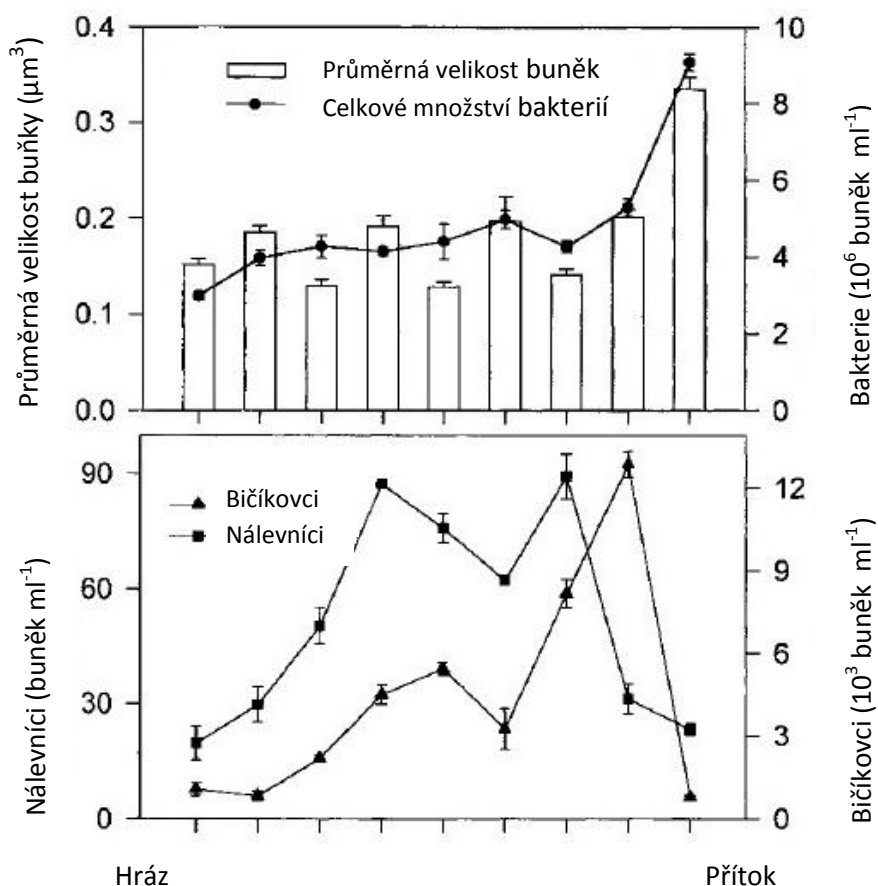 Průměrná velikost buňky (µm³)
0.4
0.3
0.2
0.1
0.0
Průměrná velikost buněk
Celkové množství bakterií
10
8
6
4
2
0
Bakterie (10⁶ buněk ml⁻¹)
Nálevníci (buněk ml⁻¹)
90
60
30
0
Bičíkovci
Nálevníci
12
9
6
3
0
Bičíkovci (10³ buněk ml⁻¹)
Hráz
Přítok